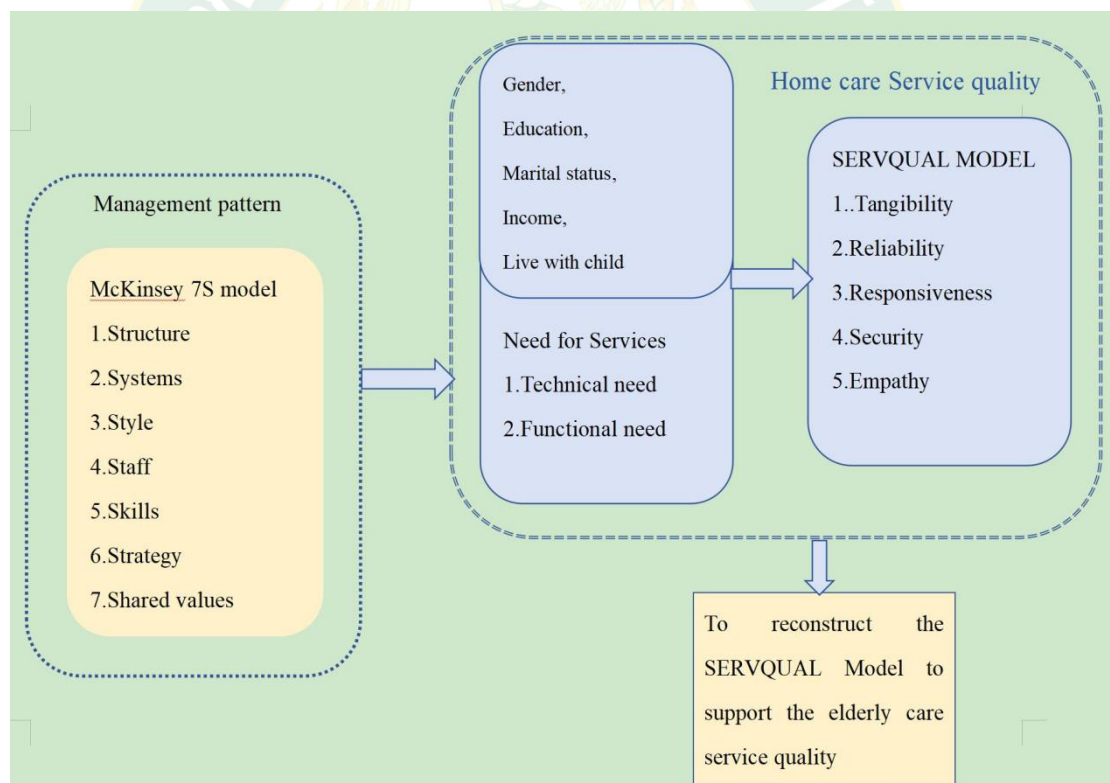 Management pattern
McKinsey 7S model
1.Structure
2.Systems
3.Style
4.Staff
5.Skills
6.Strategy
7.Shared values
Home care Service quality
Gender,
Education,
Marital status,
Income,
Live with child
Need for Services
1.Technical need
2.Functional need
SERVQUAL MODEL
1..Tangibility
2.Reliability
3.Responsiveness
4.Security
5.Empathy
To reconstruct the
SERVQUAL Model to
support the elderly care
service quality